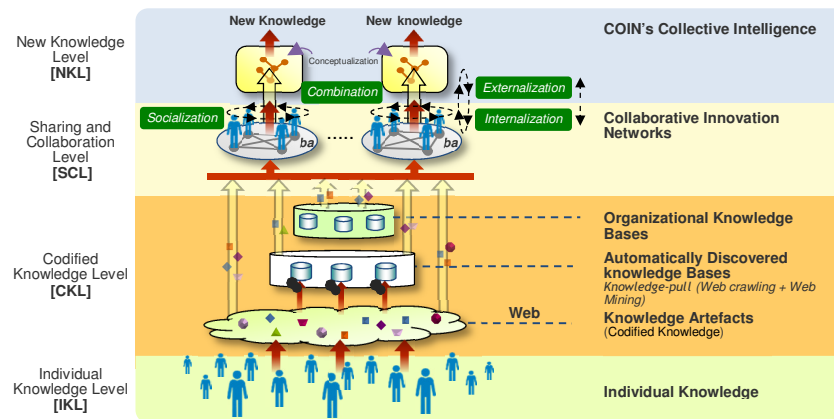 New Knowledge
New knowledge
New Knowledge
Level
[NKL]
COIN's Collective Intelligence
Conceptualization
Combination
Externalization
Socialization
Internalization
Sharing and
Collaboration
Level
[SCL]
Collaborative Innovation
Networks
ba
......
ba
Organizational Knowledge
Bases
Codified
Knowledge Level
[CKL]
Automatically Discovered
knowledge Bases
Knowledge-pull (Web crawling + Web
Mining)
Web
Knowledge Artefacts
(Codified Knowledge)
Individual
Knowledge Level
[IKL]
Individual Knowledge